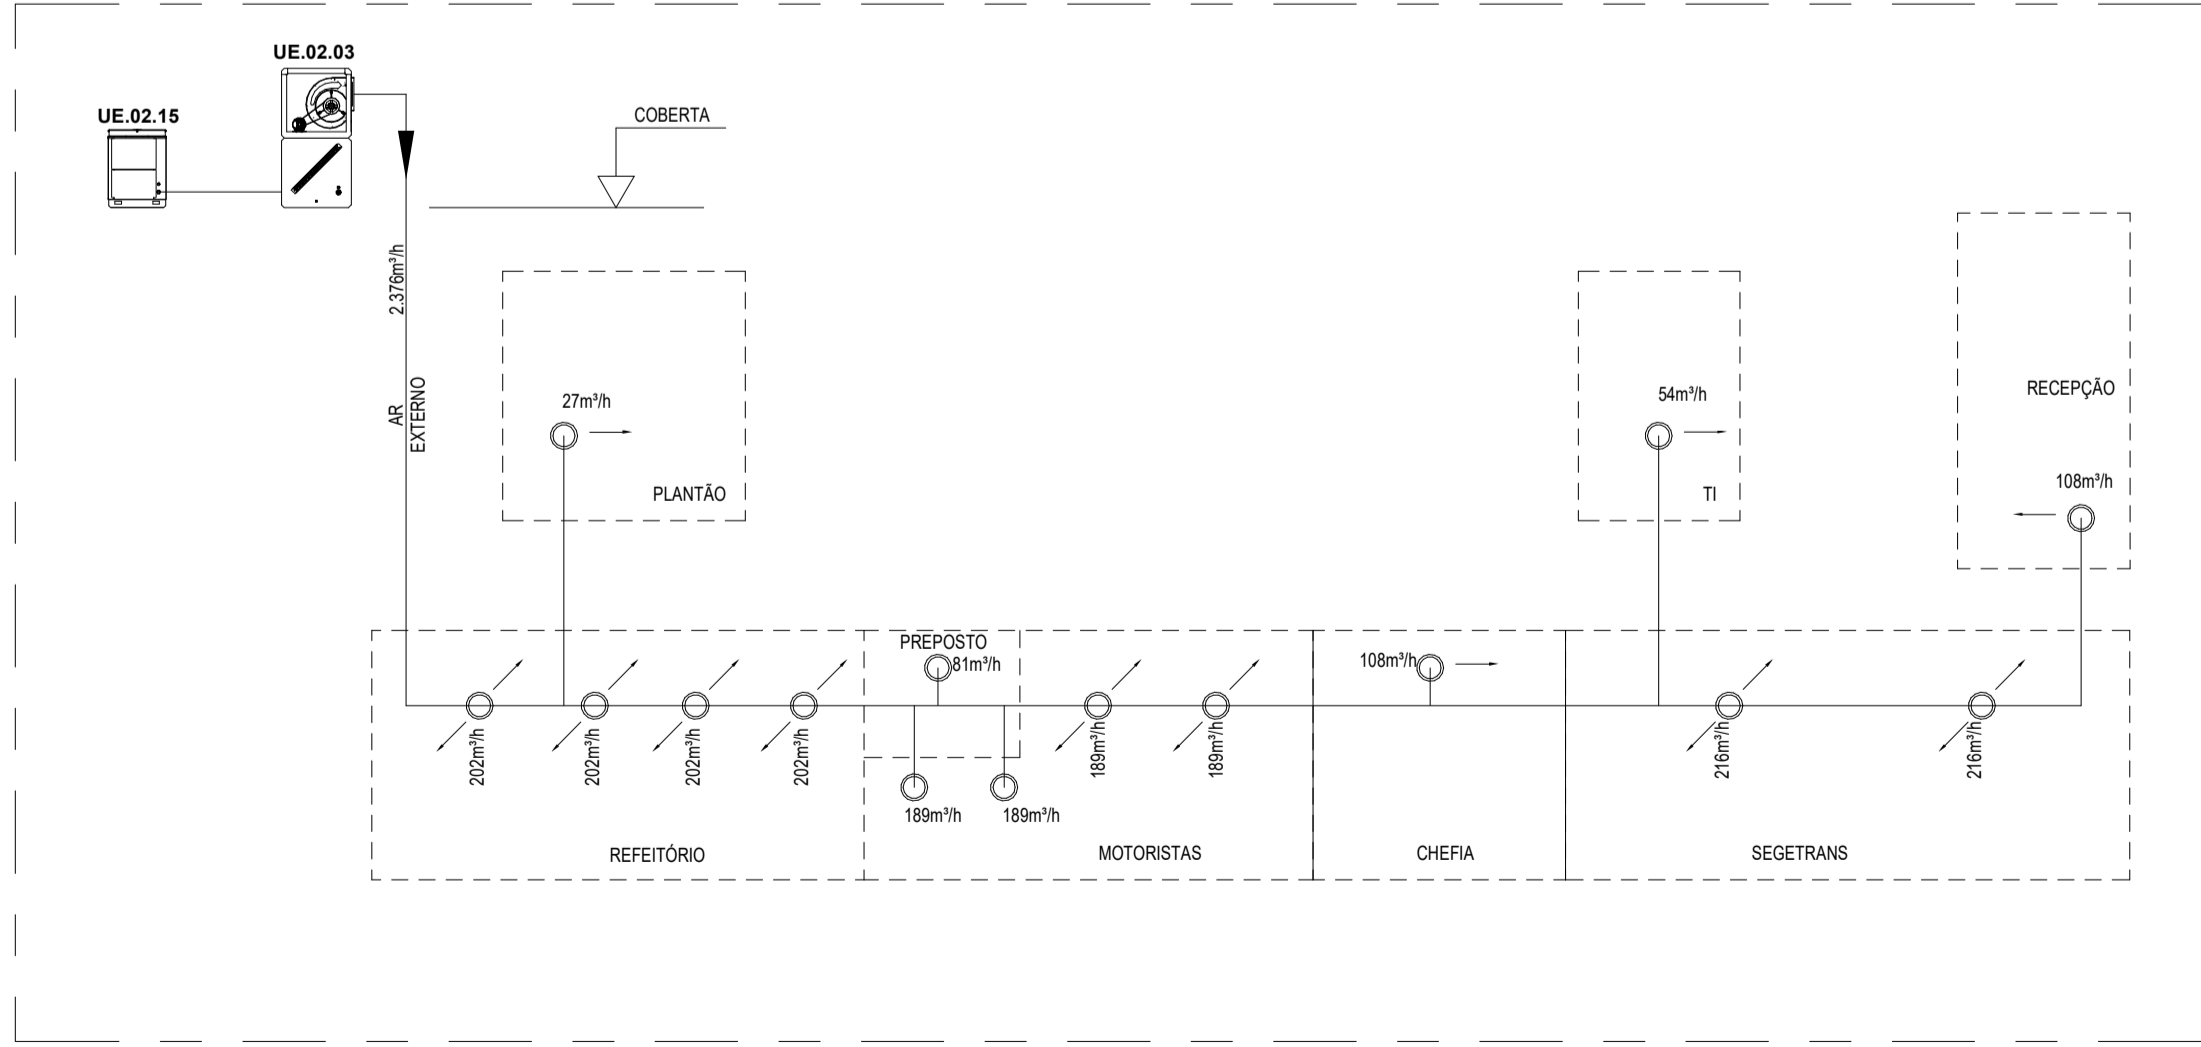 UE.02.03
UE.02.15
COBERTA
2.376m³/h
AR
EXTERNO
27m³/h
PLANTÃO
54m³/h
TI
RECEPÇÃO
108m³/h
PREPOSTO
81m³/h
108m³/h
202m³/h
202m³/h
202m³/h
202m³/h
189m³/h
189m³/h
216m³/h
216m³/h
189m³/h
189m³/h
REFEITÓRIO
MOTORISTAS
CHEFIA
SEGETRANS